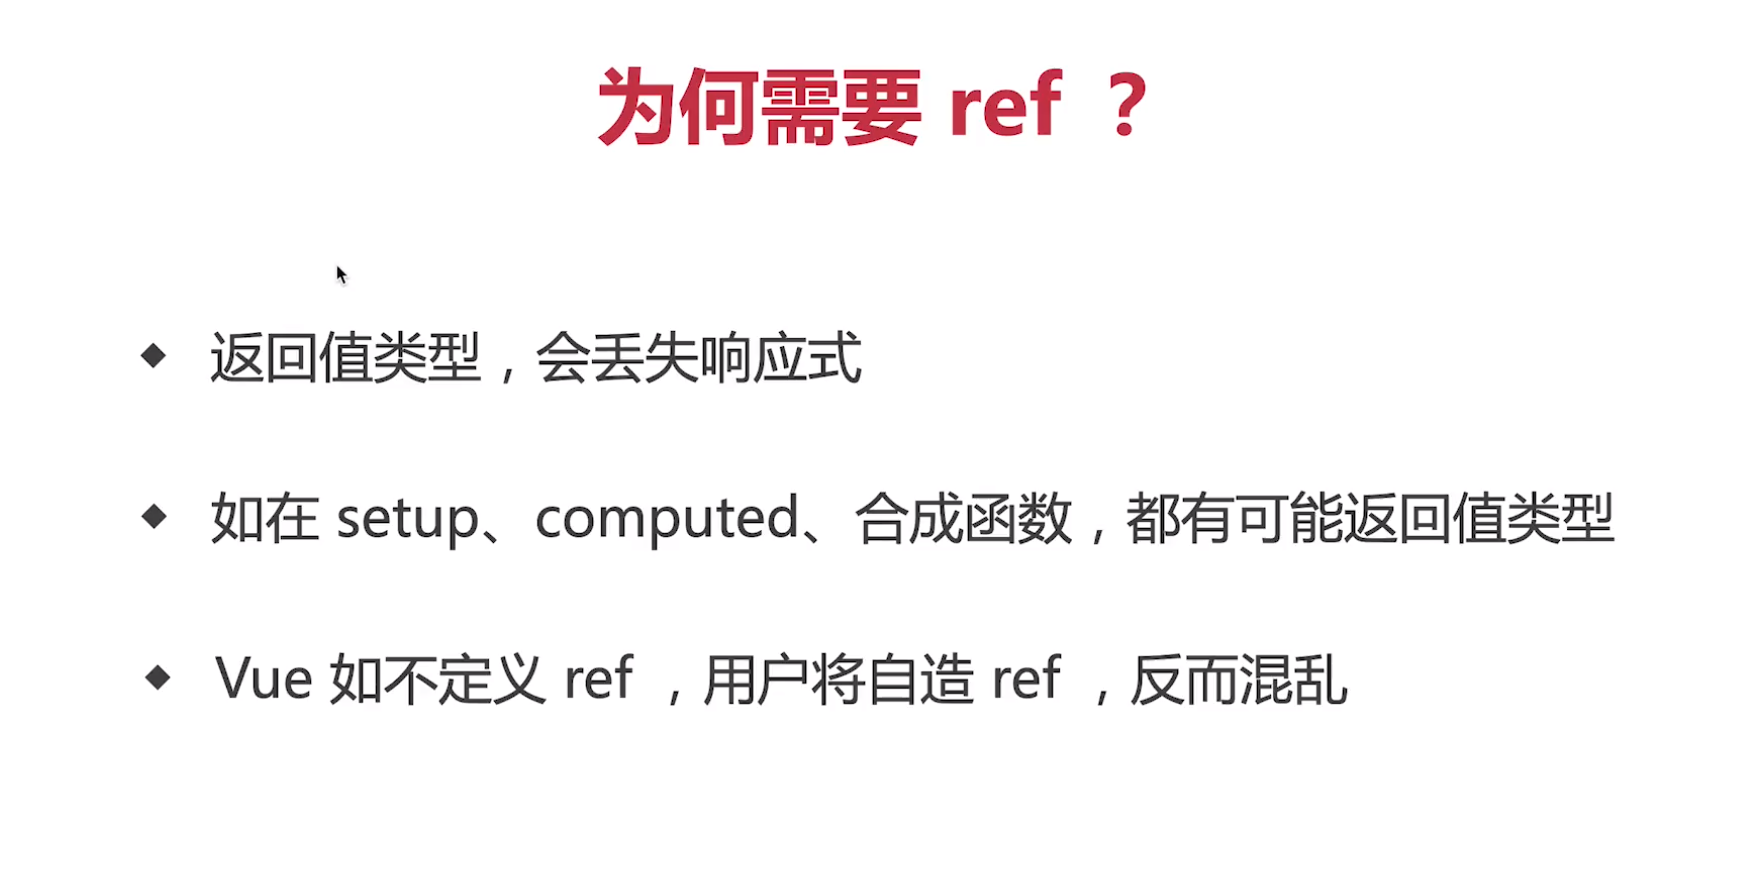 为何需要 ref ？
◆ 返回值类型，会丢失响应式
◆ 如在 setup、computed、合成函数，都有可能返回值类型
◆ Vue 如不定义 ref ，用户将自造 ref ，反而混乱